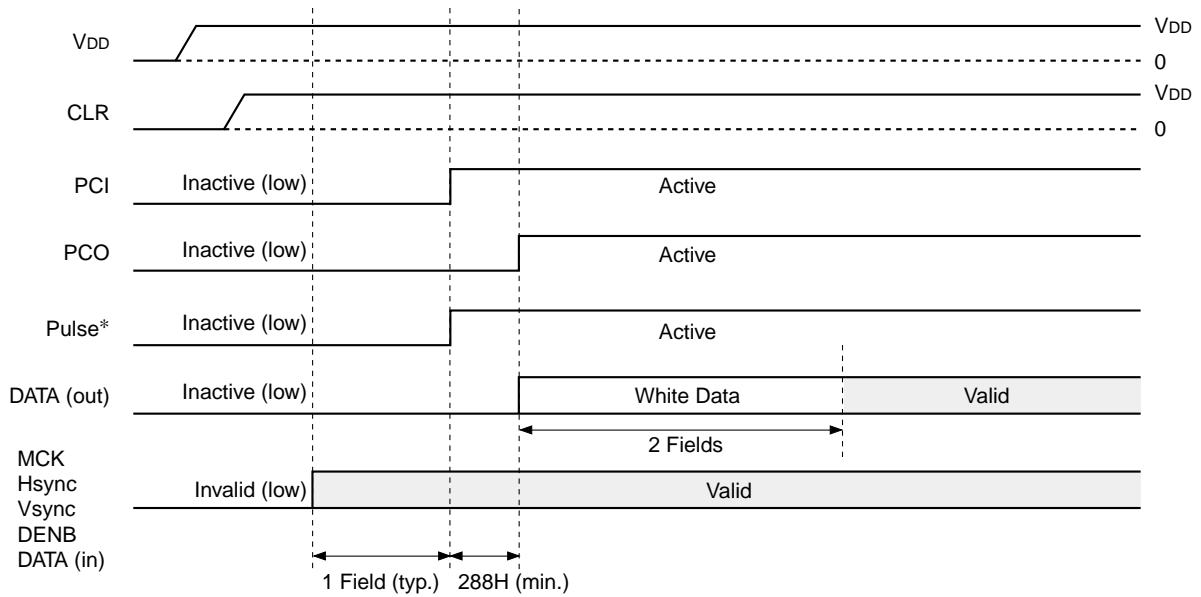 VDD
VDD
0
CLR
VDD
0
PCI
Inactive (low)
Active
PCO
Inactive (low)
Active
Pulse*
Inactive (low)
Active
DATA (out)
Inactive (low)
White Data
Valid
2 Fields
MCK
Hsync
Vsync
DENB
DATA (in)
Invalid (low)
Valid
1 Field (typ.)
288H (min.)